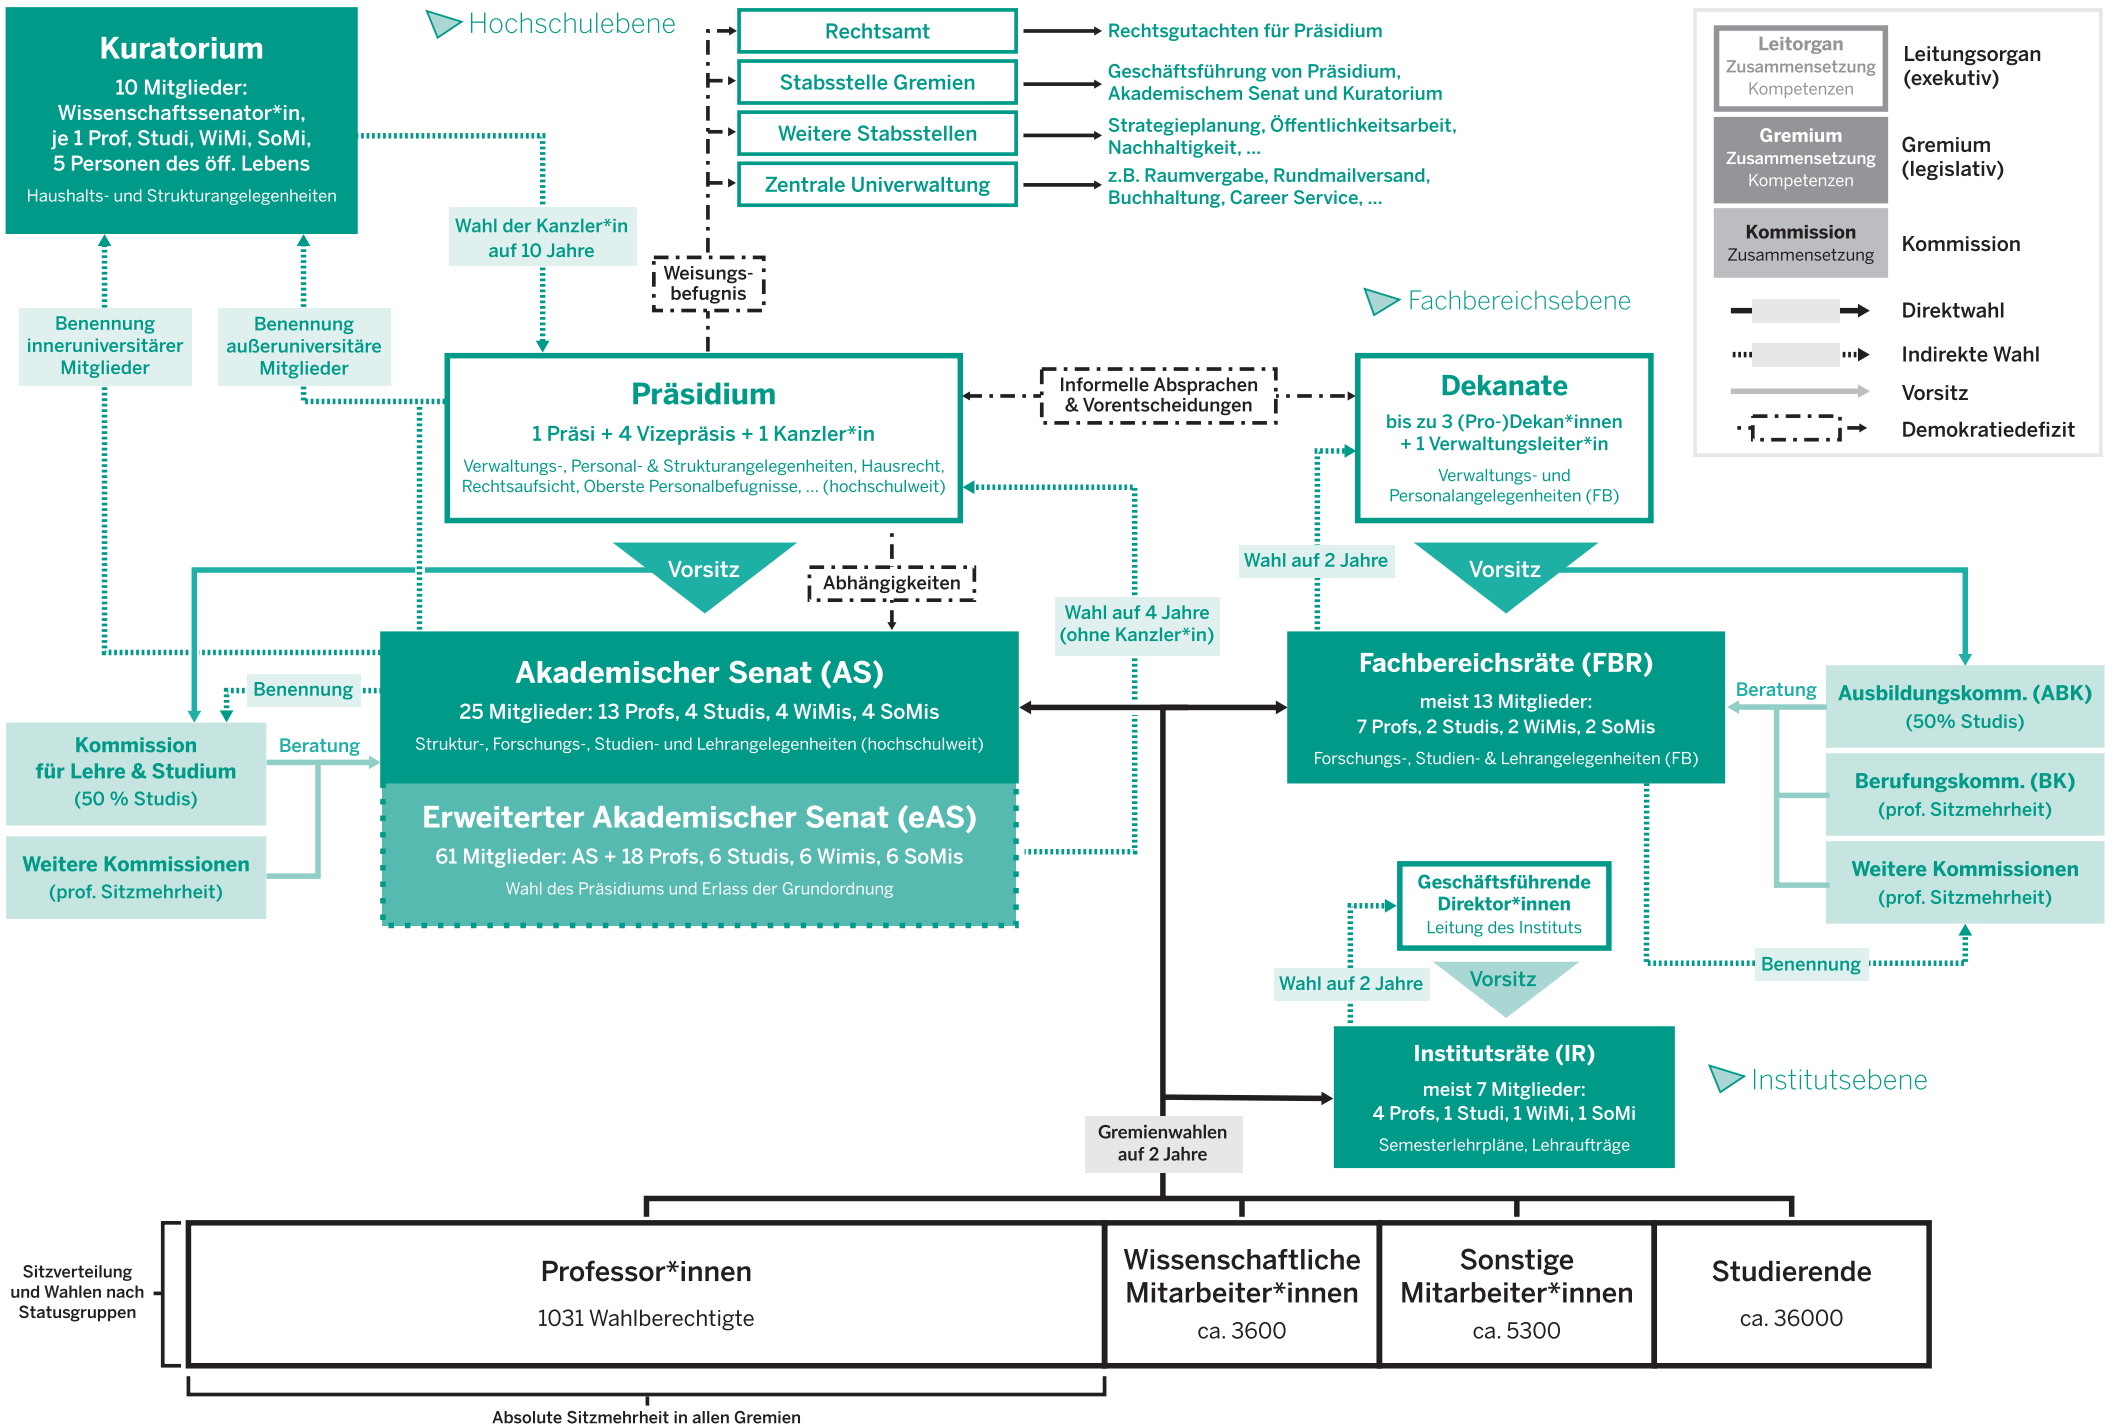 Hochschulebene
Kuratorium
10 Mitglieder:
Wissenschaftssenator*in,
je 1 Prof, Studi, WiMi, SoMi,
5 Personen des öff. Lebens
Haushalts- und Strukturangelegenheiten
Rechtsamt
Rechtsgutachten für Präsidium
Stabsstelle Gremien
Geschäftsführung von Präsidium,
Akademischem Senat und Kuratorium
Weitere Stabsstellen
Strategieplanung, Öffentlichkeitsarbeit,
Nachhaltigkeit, ...
Zentrale Univerwaltung
z.B. Raumvergabe, Rundmailversand,
Buchhaltung, Career Service, ...
Leitorgan
Zusammensetzung
Kompetenzen
Leitungsorgan
(exekutiv)
Gremium
Zusammensetzung
Kompetenzen
Gremium
(legislativ)
Kommission
Zusammensetzung
Kommission
Direktwahl
Indirekte Wahl
Vorsitz
Demokratiedefizit
Wahl der Kanzler*in
auf 10 Jahre
Weisungs-
befugnis
Benennung
inneruniversitärer
Mitglieder
Benennung
außeruniversitäre
Mitglieder
Fachbereichsebene
Präsidium
1 Präsi + 4 Vizepräsis + 1 Kanzler*in
Verwaltungs-, Personal- & Strukturangelegenheiten, Hausrecht,
Rechtsaufsicht, Oberste Personalbefugnisse, ... (hochschulweit)
Informelle Absprachen
& Vorentscheidungen
Dekanate
bis zu 3 (Pro-)Dekan*innen
+ 1 Verwaltungsleiter*in
Verwaltungs- und
Personalangelegenheiten (FB)
Vorsitz
Abhängigkeiten
Wahl auf 4 Jahre
(ohne Kanzler*in)
Wahl auf 2 Jahre
Vorsitz
Akademischer Senat (AS)
25 Mitglieder: 13 Profs, 4 Studis, 4 WiMis, 4 SoMis
Struktur-, Forschungs-, Studien- und Lehrangelegenheiten (hochschulweit)
Erweiterter Akademischer Senat (eAS)
61 Mitglieder: AS + 18 Profs, 6 Studis, 6 Wimis, 6 SoMis
Wahl des Präsidiums und Erlass der Grundordnung
Benennung
Kommission
für Lehre & Studium
(50 % Studis)
Beratung
Weitere Kommissionen
(prof. Sitzmehrheit)
Fachbereichsräte (FBR)
meist 13 Mitglieder:
7 Profs, 2 Studis, 2 WiMis, 2 SoMis
Forschungs-, Studien- & Lehrangelegenheiten (FB)
Beratung
Ausbildungskomm. (ABK)
(50% Studis)
Berufungskomm. (BK)
(prof. Sitzmehrheit)
Weitere Kommissionen
(prof. Sitzmehrheit)
Benennung
Geschäftsführende
Direktor*innen
Leitung des Instituts
Wahl auf 2 Jahre
Vorsitz
Institutsräte (IR)
meist 7 Mitglieder:
4 Profs, 1 Studi, 1 WiMi, 1 SoMi
Semesterlehrpläne, Lehraufträge
Institutsebene
Gremienwahlen
auf 2 Jahre
Sitzverteilung
und Wahlen nach
Statusgruppen
Professor*innen
1031 Wahlberechtigte
Wissenschaftliche
Mitarbeiter*innen
ca. 3600
Sonstige
Mitarbeiter*innen
ca. 5300
Studierende
ca. 36000
Absolute Sitzmehrheit in allen Gremien